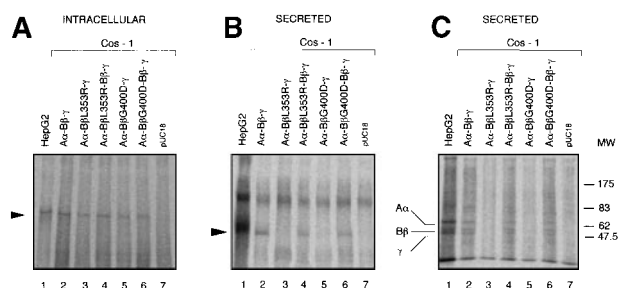 A INTRACELLULAR
Cos - 1
HepG2
Aα-Bβ-γ
Aα-BβL353R-γ
Aα-BβL353R-Bβ-γ
Aα-BβG400D-γ
Aα-BβG400D-Bβ-γ
pUC18
1 2 3 4 5 6 7
B SECRETED
Cos - 1
HepG2
Aα-Bβ-γ
Aα-BβL353R-γ
Aα-BβL353R-Bβ-γ
Aα-BβG400D-γ
Aα-BβG400D-Bβ-γ
pUC18
1 2 3 4 5 6 7
C SECRETED
Cos - 1
HepG2
Aα-Bβ-γ
Aα-BβL353R-γ
Aα-BβL353R-Bβ-γ
Aα-BβG400D-γ
Aα-BβG400D-Bβ-γ
pUC18
MW
175
83
62
47.5
Aα
Bβ
γ
1 2 3 4 5 6 7